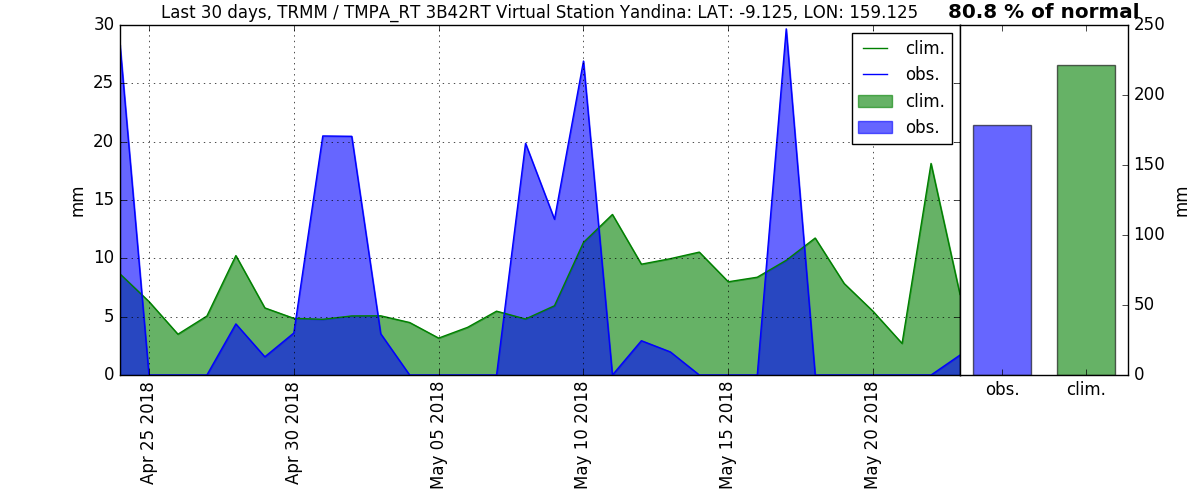 Last 30 days, TRMM / TMPA_RT 3B42RT Virtual Station Yandina: LAT: -9.125, LON: 159.125
80.8 % of normal
30
25
20
15
10
5
0
mm
clim.
obs.
clim.
obs.
250
200
150
100
50
0
mm
obs.
clim.
Apr 25 2018
Apr 30 2018
May 05 2018
May 10 2018
May 15 2018
May 20 2018